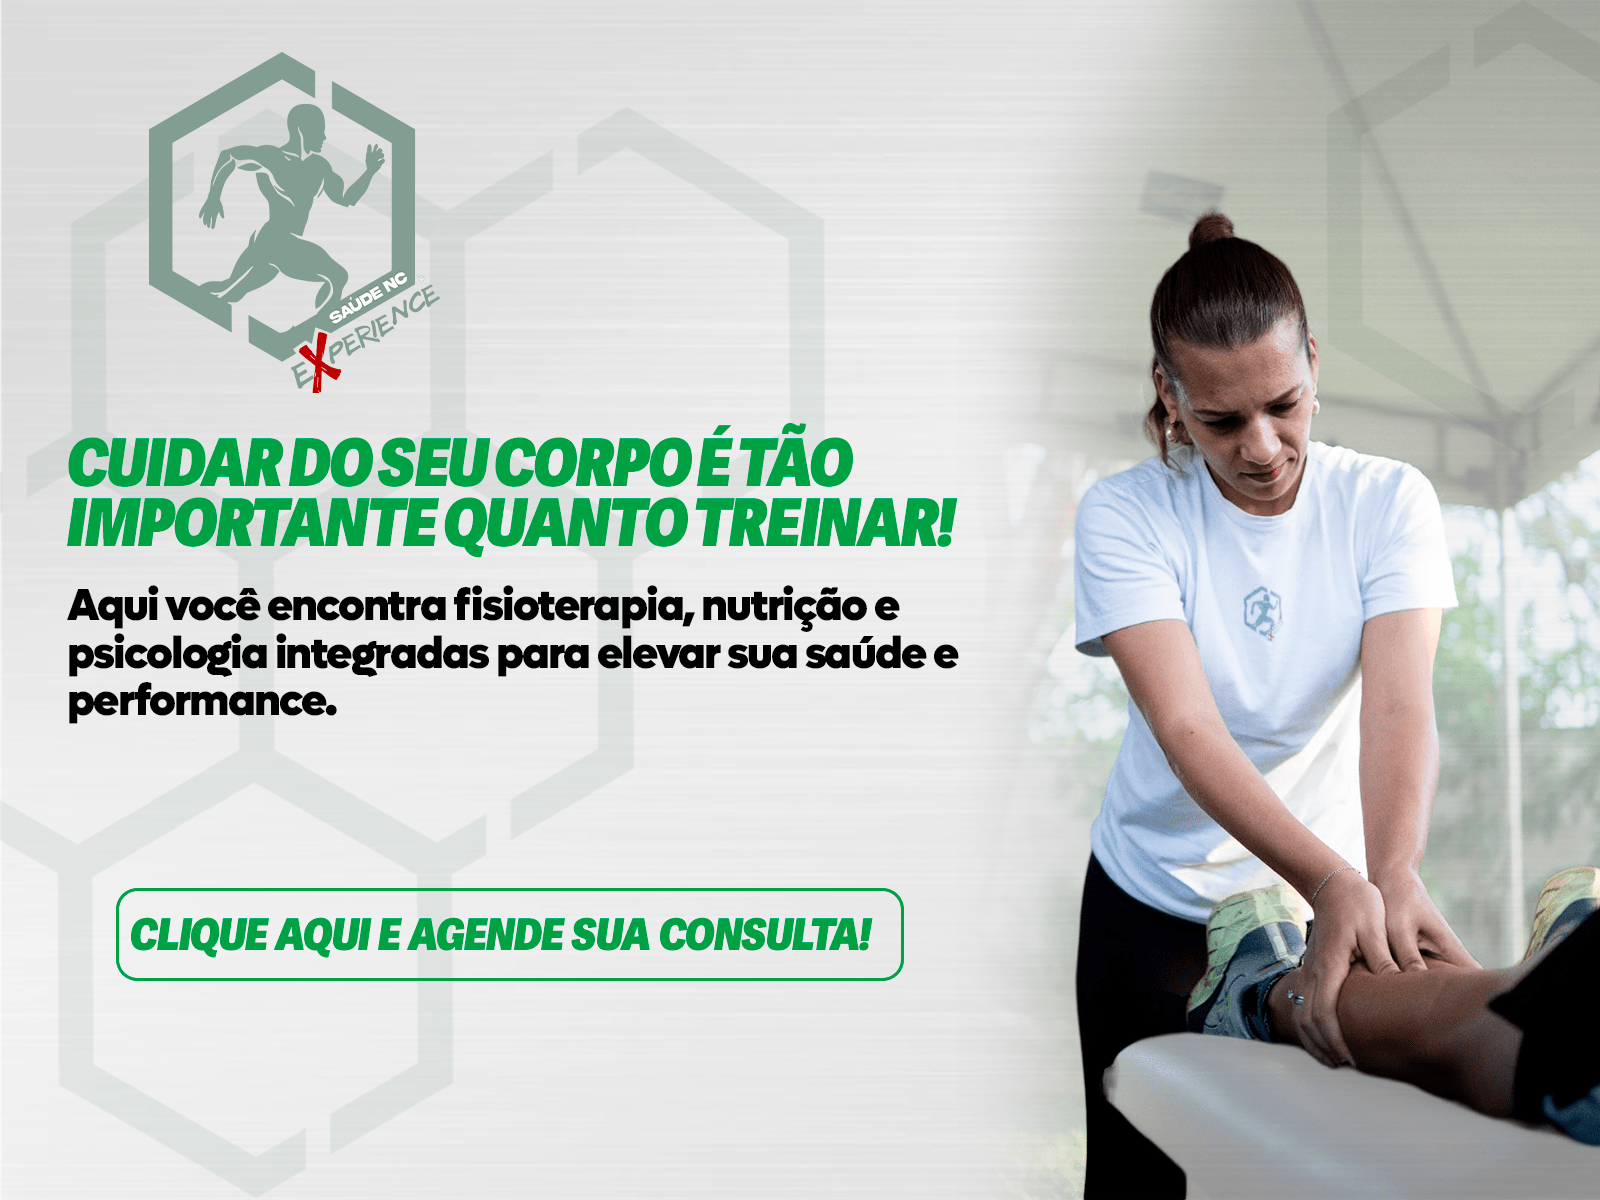 SAÚDE NC
EXPERIENCE
CUIDAR DO SEU CORPO É TÃO
IMPORTANTE QUANTO TREINAR!
Aqui você encontra fisioterapia, nutrição e
psicologia integradas para elevar sua saúde e
performance.
CLIQUE AQUI E AGENDE SUA CONSULTA!